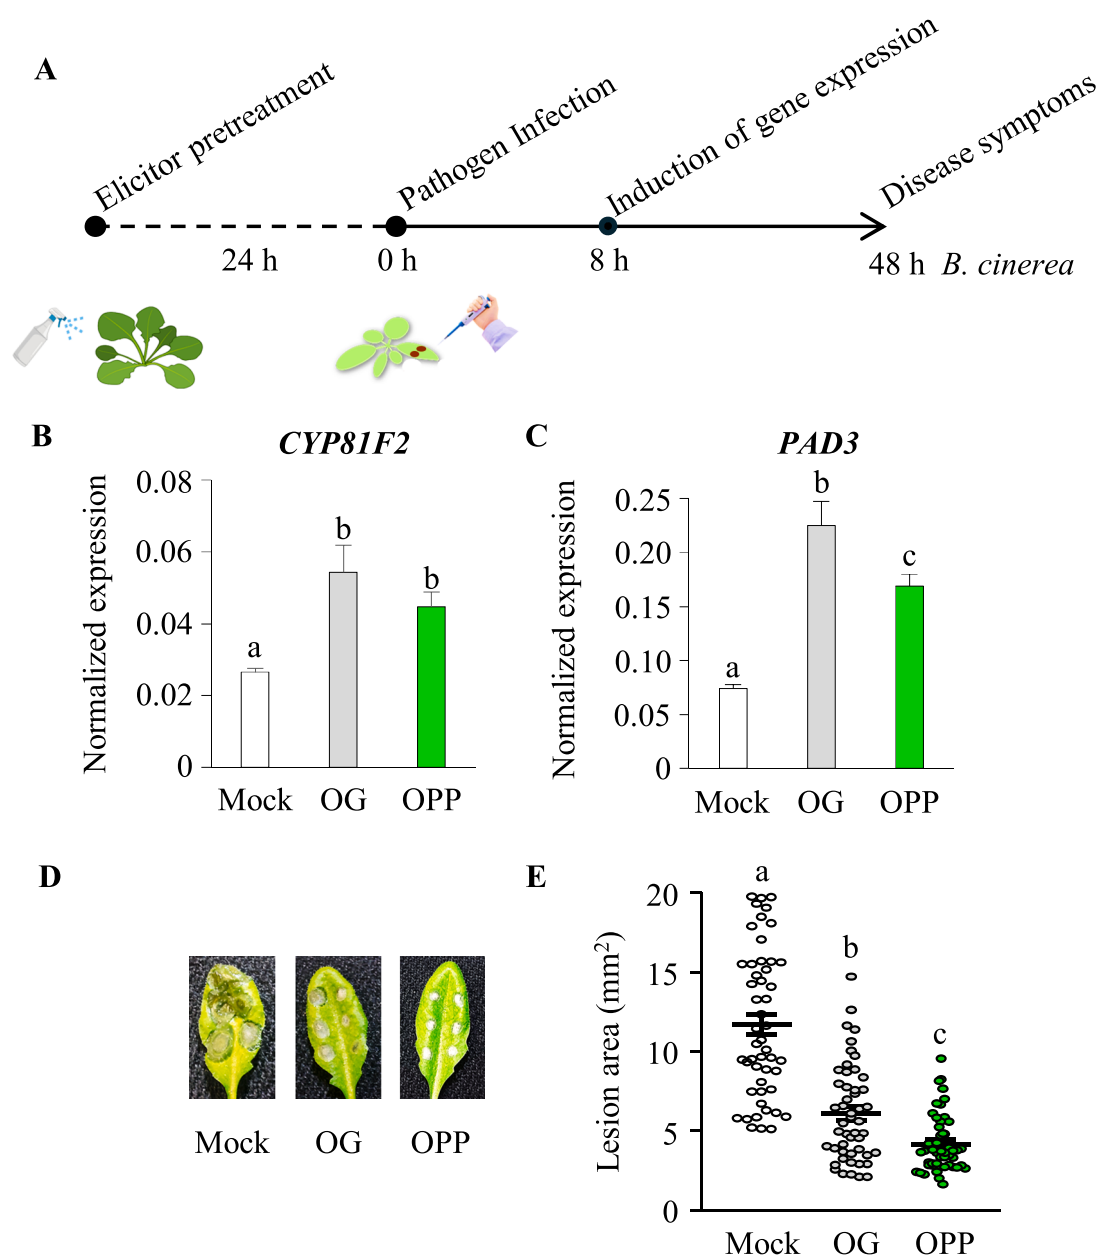 A
Elicitor pretreatment
Pathogen Infection
Induction of gene expression
Disease symptoms
24 h
0 h
8 h
48 h B. cinerea
B
CYP81F2
Normalized expression
0.08
0.06
0.04
0.02
0
a
b
b
Mock OG OPP
C
PAD3
Normalized expression
0.25
0.20
0.15
0.10
0.05
0
a
b
c
Mock OG OPP
D
Mock OG OPP
E
Lesion area (mm²)
20
15
10
5
0
a
b
c
Mock OG OPP